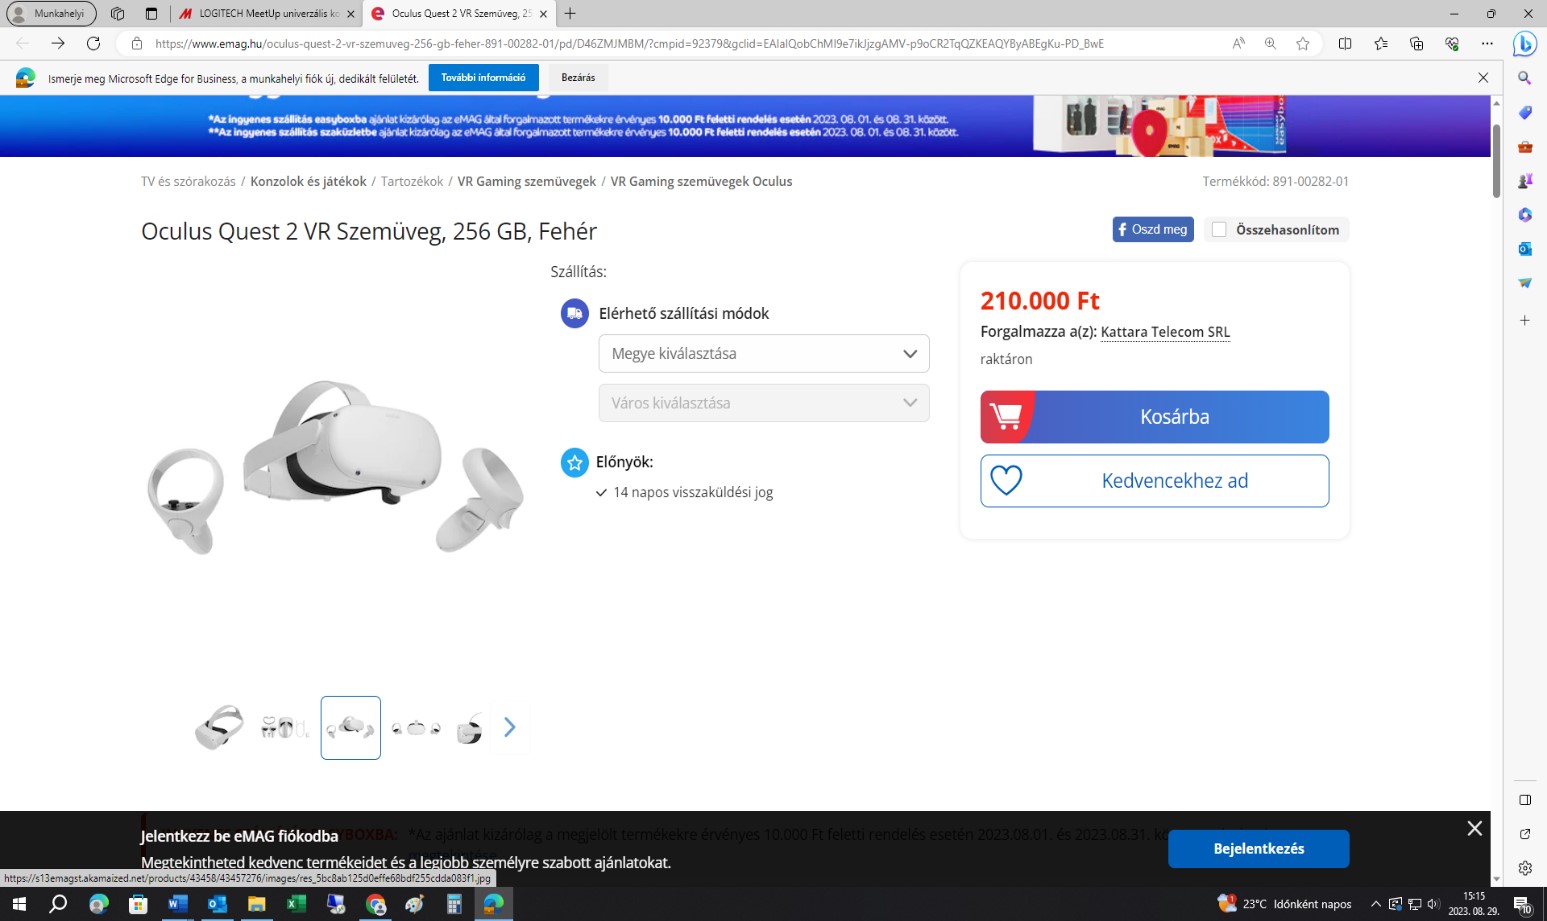 Munkahelyi
LOGITECH MeetUp univerzális ko
Oculus Quest 2 VR Szemüveg, 25
https://www.emag.hu/oculus-quest-2-vr-szemuveg-256-gb-feher-891-00282-01/pd/D46ZMJMBM/?cmpid=92379&gclid=EAIaIQobChMI9e7ikJjzgAMV-p9oCR2TqQZKEAQYByABEgKu-PD_BwE
Ismerje meg Microsoft Edge for Business, a munkahelyi fiók új, dedikált felületét.
További információ
Bezárás
*Az ingyenes szállítás easyboxba ajánlat kizárólag az eMAG által forgalmazott termékekre érvényes 10.000 Ft feletti rendelés esetén 2023. 08. 01. és 08. 31. között.
**Az ingyenes szállítás szaküzletbe ajánlat kizárólag az eMAG által forgalmazott termékekre érvényes 10.000 Ft feletti rendelés esetén 2023. 08. 01. és 08. 31. között.
easybox
TV és szórakozás / Konzolok és játékok / Tartozékok / VR Gaming szemüvegek / VR Gaming szemüvegek Oculus
Termékkód: 891-00282-01
Oculus Quest 2 VR Szemüveg, 256 GB, Fehér
Oszd meg
Összehasonlítom
Szállítás:
Elérhető szállítási módok
Megye kiválasztása
Város kiválasztása
Előnyök:
14 napos visszaküldési jog
210.000 Ft
Forgalmazza a(z): Kattara Telecom SRL
raktáron
Kosárba
Kedvencekhez ad
YBOXBA: *Az ajánlat kizárólag a megjelölt termékekre érvényes 10.000 Ft feletti rendelés esetén 2023.08.01. és 2023.08.31. kö
Jelentkezz be eMAG fiókodba
Megtekintheted kedvenc termékeidet és a legjobb személyre szabott ajánlatokat.
Bejelentkezés
https://s13emagst.akamaized.net/products/43458/43457276/images/res_5bc8ab125d0effe68bdf255cdda083f1.jpg
23°C Időnként napos
15:15
2023. 08. 29.
10